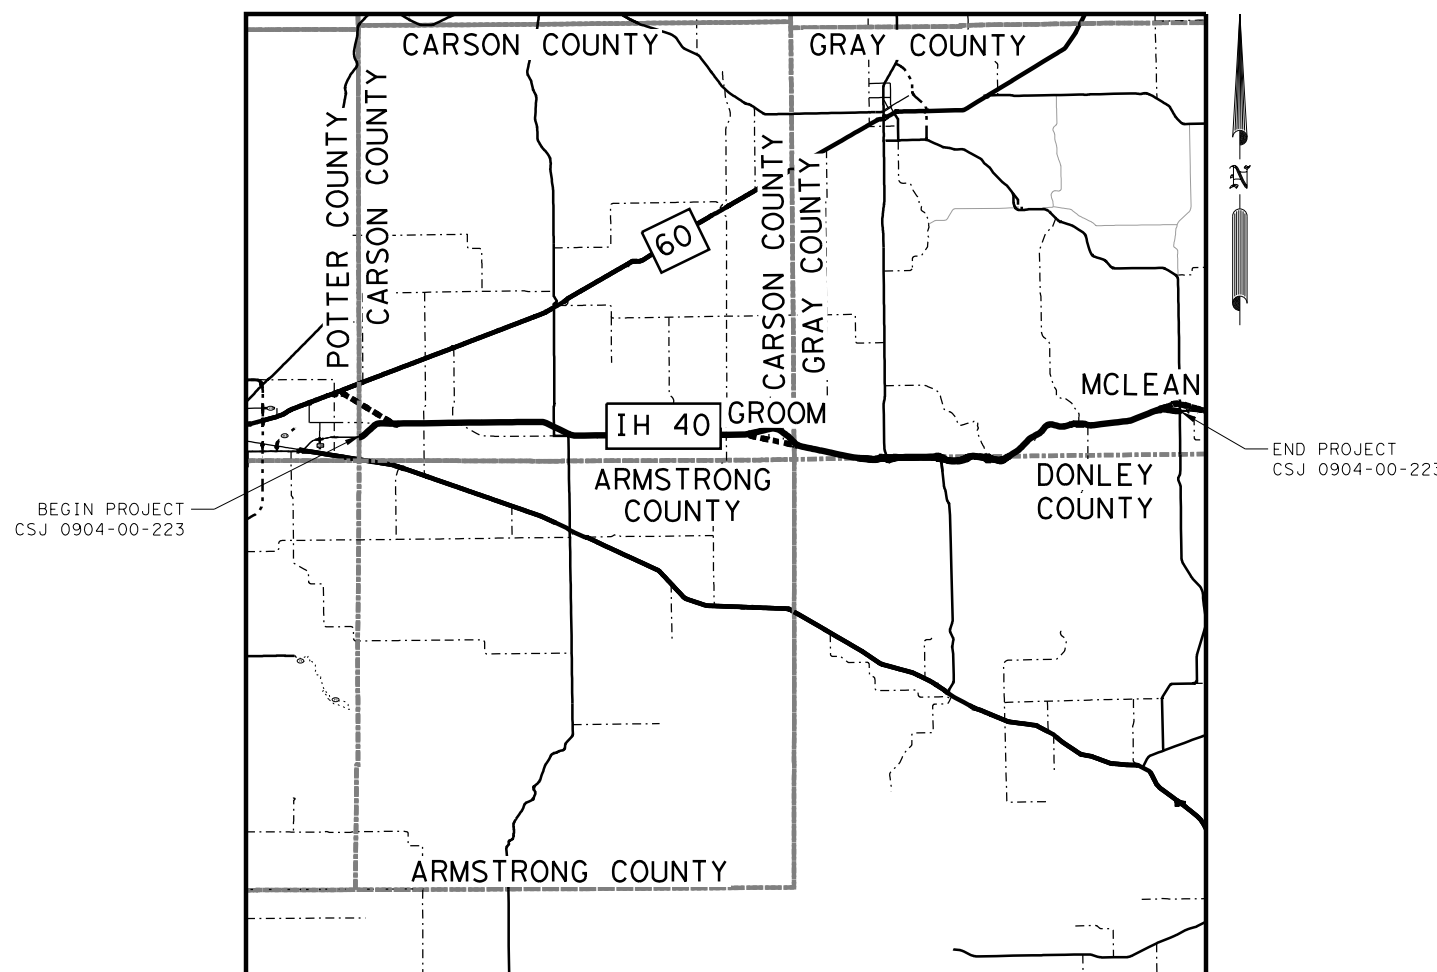 CARSON COUNTY
GRAY COUNTY
POTTER COUNTY
CARSON COUNTY
CARSON COUNTY
GRAY COUNTY
N
60
MCLEAN
IH 40
GROOM
END PROJECT
CSJ 0904-00-223
ARMSTRONG
COUNTY
DONLEY
COUNTY
BEGIN PROJECT
CSJ 0904-00-223
ARMSTRONG COUNTY